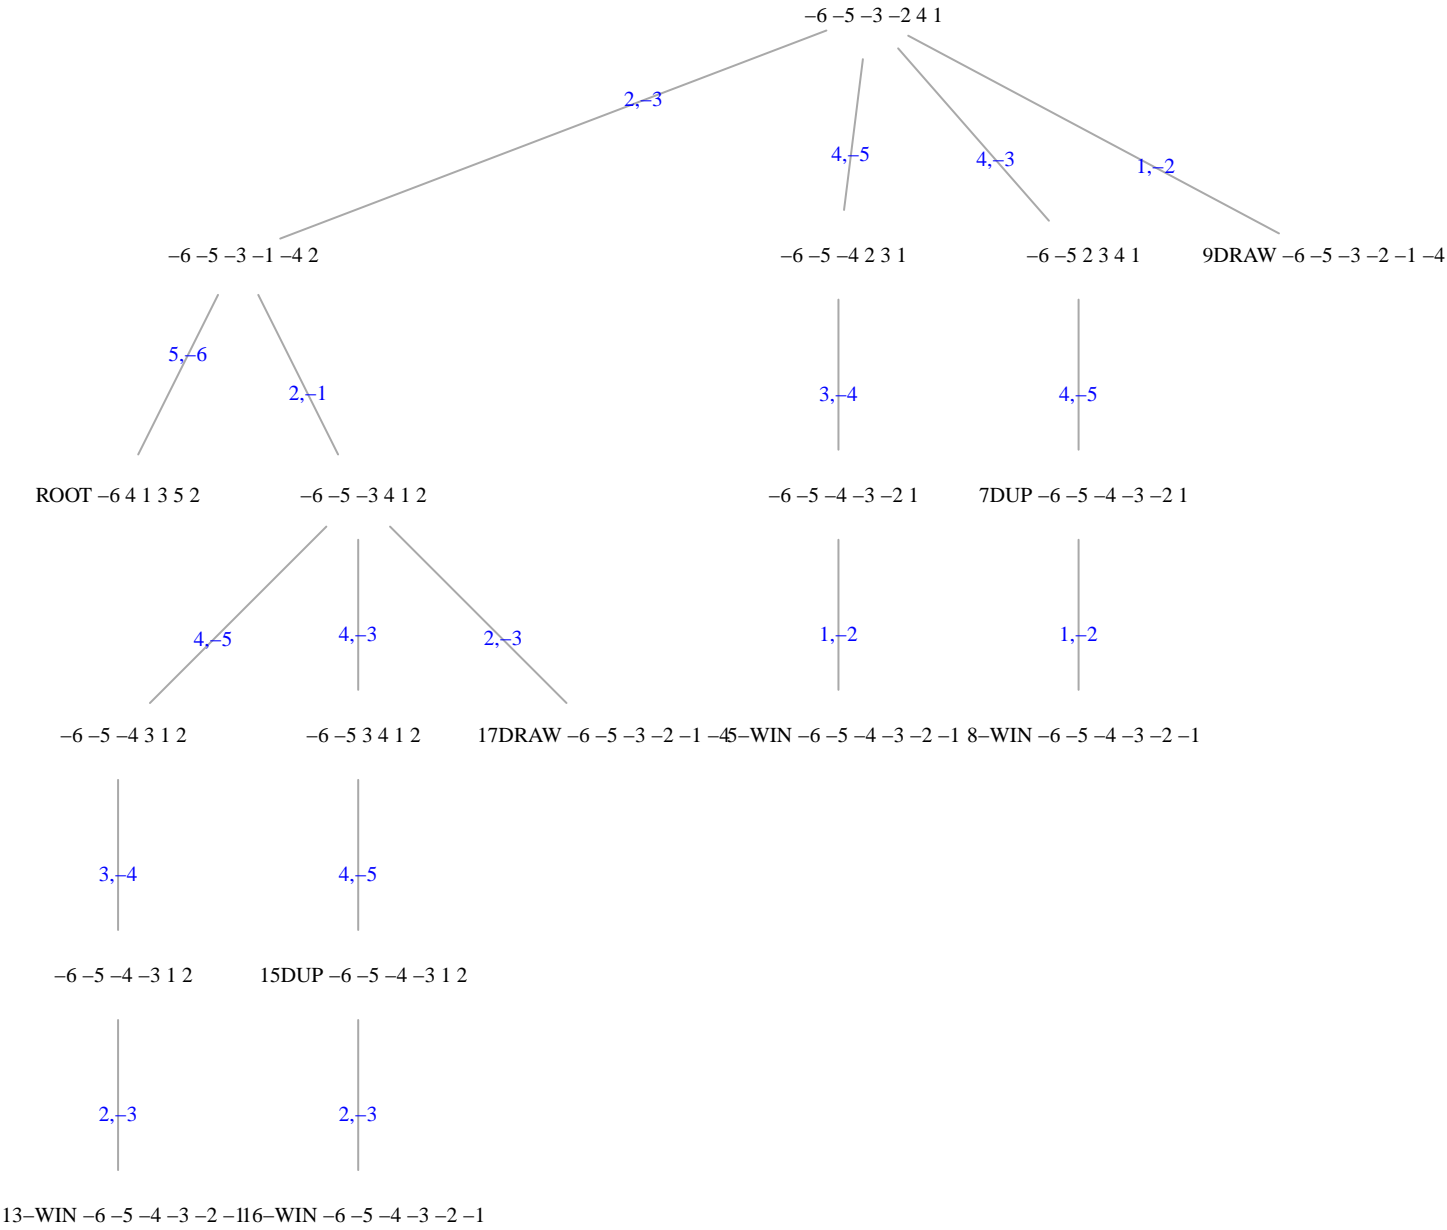 −6 −5 −3 −2 4 1
2,−3
4,−5
4,−3
1,−2
−6 −5 −3 −1 −4 2
−6 −5 −4 2 3 1
−6 −5 2 3 4 1
9DRAW −6 −5 −3 −2 −1 −4
5,−6
2,−1
3,−4
4,−5
ROOT −6 4 1 3 5 2
−6 −5 −3 4 1 2
−6 −5 −4 −3 −2 1
7DUP −6 −5 −4 −3 −2 1
4,−5
4,−3
2,−3
1,−2
1,−2
−6 −5 −4 3 1 2
−6 −5 3 4 1 2
17DRAW −6 −5 −3 −2 −1 −4
5−WIN −6 −5 −4 −3 −2 −1
8−WIN −6 −5 −4 −3 −2 −1
3,−4
4,−5
−6 −5 −4 −3 1 2
15DUP −6 −5 −4 −3 1 2
2,−3
2,−3
13−WIN −6 −5 −4 −3 −2 −1
16−WIN −6 −5 −4 −3 −2 −1